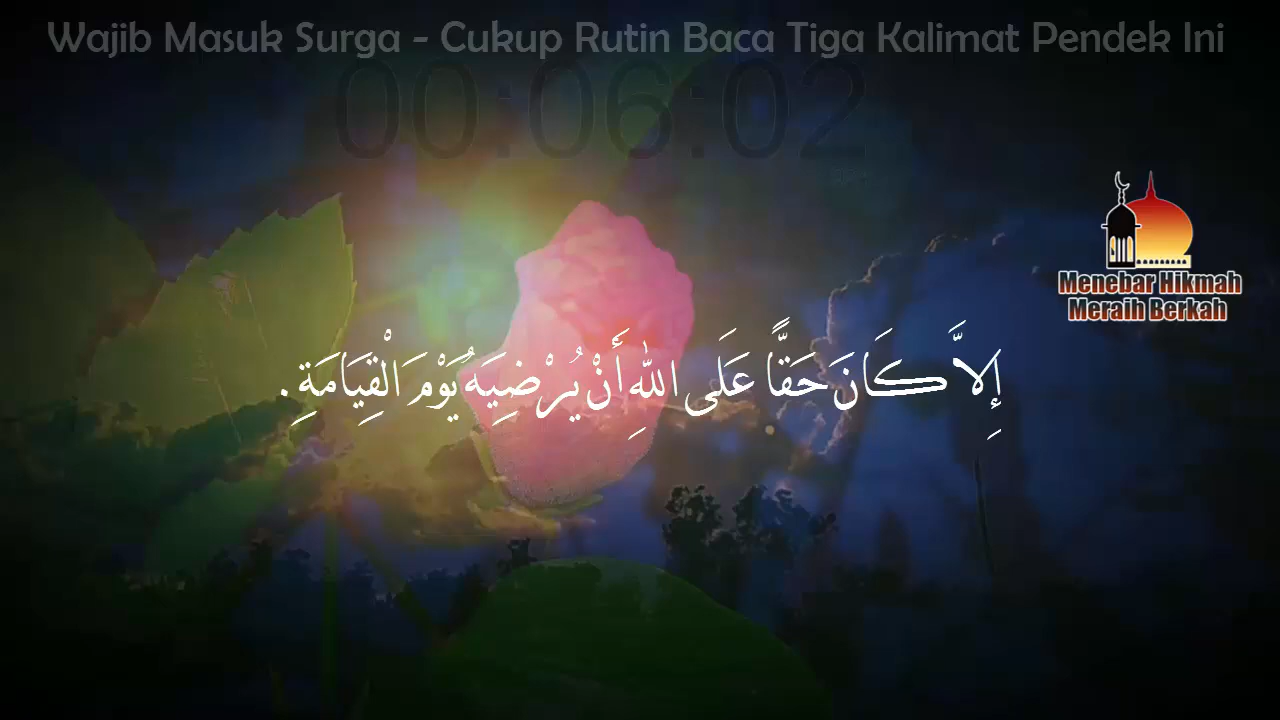 Wajib Masuk Surga - Cukup Rutin Baca Tiga Kalimat Pendek Ini
00:06:02
إِلاَّ كَانَ حَقًّا عَلَى اللّٰهِ أَنْ يُرْضِيَهُ يَوْمَ الْقِيَامَةِ .
Menebar Hikmah
Meraih Berkah